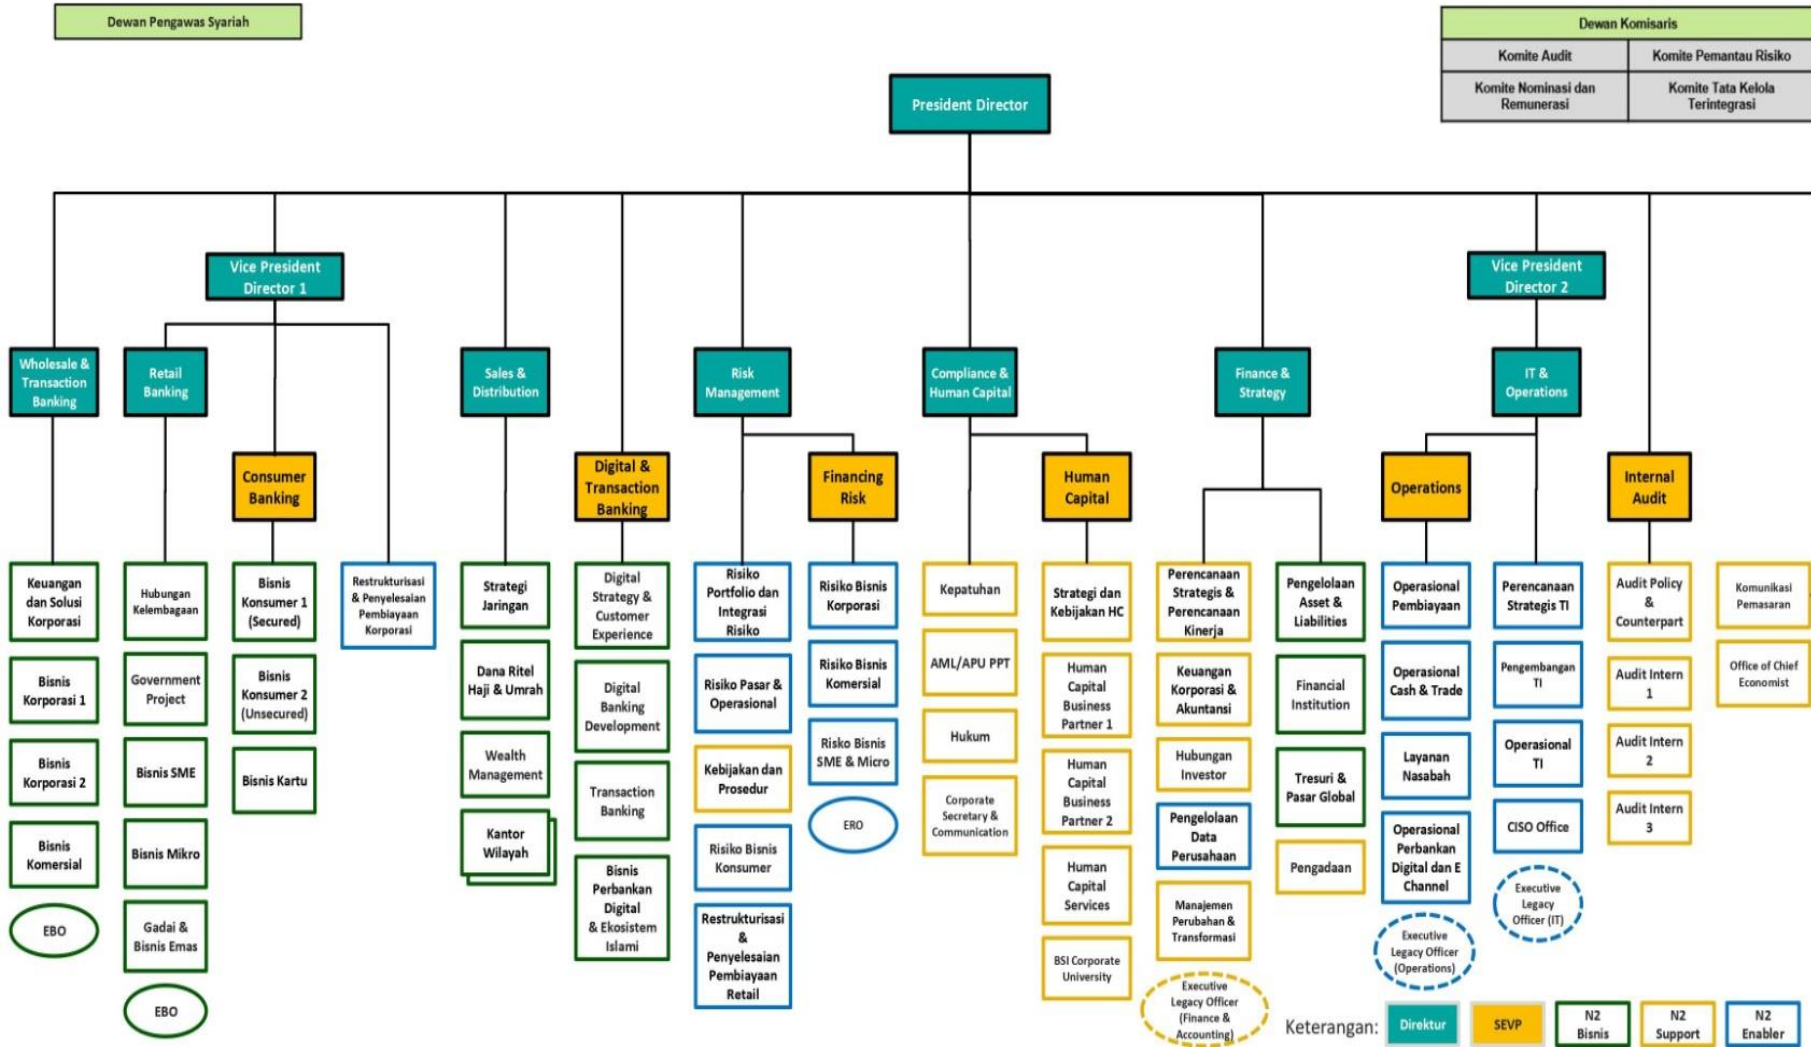 Dewan Pengawas Syariah
Dewan Komisaris
Komite Audit
Komite Pemantau Risiko
Komite Nominasi dan
Remunerasi
Komite Tata Kelola
Terintegrasi
President Director
Vice President
Director 1
Vice President
Director 2
Wholesale &
Transaction
Banking
Retail
Banking
Sales &
Distribution
Risk
Management
Compliance &
Human Capital
Finance &
Strategy
IT &
Operations
Consumer
Banking
Digital &
Transaction
Banking
Financing
Risk
Human
Capital
Operations
Internal
Audit
Keuangan
dan Solusi
Korporasi
Bisnis
Korporasi 1
Bisnis
Korporasi 2
Bisnis
Komersial
EBO
Hubungan
Kelembagaan
Government
Project
Bisnis SME
Bisnis Mikro
Gadai &
Bisnis Emas
EBO
Bisnis
Konsumer 1
(Secured)
Bisnis
Konsumer 2
(Unsecured)
Bisnis Kartu
Restrukturisasi
& Penyelesaian
Pembiayaan
Korporasi
Strategi
Jaringan
Dana Ritel
Haji & Umrah
Wealth
Management
Kantor
Wilayah
Digital
Strategy &
Customer
Experience
Digital
Banking
Development
Transaction
Banking
Bisnis
Perbankan
Digital
& Ekosistem
Islami
Risiko
Portfolio dan
Integrasi
Risiko
Risiko Pasar &
Operasional
Kebijakan dan
Prosedur
Risiko Bisnis
Konsumer
Restrukturisasi
&
Penyelesaian
Pembiayaan
Retail
Risiko Bisnis
Korporasi
Risiko Bisnis
Komersial
Risko Bisnis
SME & Micro
ERO
Kepatuhan
AML/APU PPT
Hukum
Corporate
Secretary &
Communication
Strategi dan
Kebijakan HC
Human
Capital
Business
Partner 1
Human
Capital
Business
Partner 2
Human
Capital
Services
BSI Corporate
University
Perencanaan
Strategis &
Perencanaan
Kinerja
Keuangan
Korporasi &
Akuntansi
Hubungan
Investor
Pengelolaan
Data
Perusahaan
Manajemen
Perubahan &
Transformasi
Executive
Legacy Officer
(Finance &
Accounting)
Pengelolaan
Asset &
Liabilities
Financial
Institution
Tresuri &
Pasar Global
Pengadaan
Operasional
Pembiayaan
Operasional
Cash & Trade
Layanan
Nasabah
Operasional
Perbankan
Digital dan E
Channel
Executive
Legacy Officer
(Operations)
Perencanaan
Strategis TI
Pengembangan
TI
Operasional
TI
CISO Office
Executive
Legacy
Officer (IT)
Audit Policy
&
Counterpart
Audit Intern
1
Audit Intern
2
Audit Intern
3
Komunikasi
Pemasaran
Office of Chief
Economist
Keterangan:
Direktur
SEVP
N2
Bisnis
N2
Support
N2
Enabler